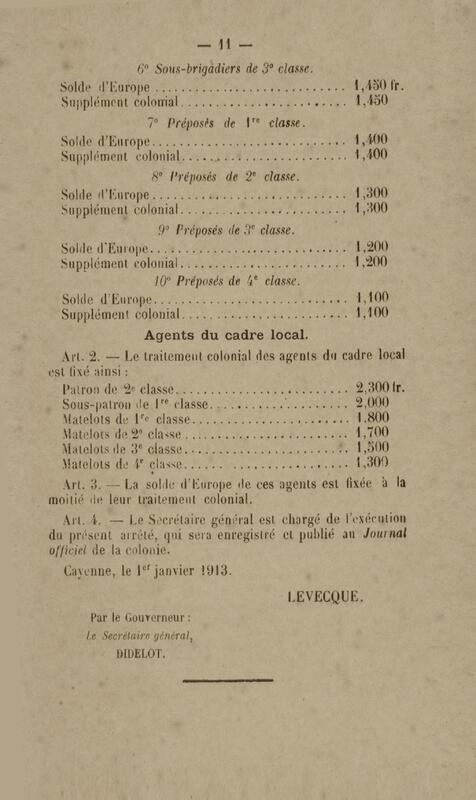 — 11 —
6° Sous-brigadiers de 3e classe.
Solde d'Europe ........................... 1,450 fr.
Supplément colonial........................ 1,450
7° Préposés de 1re classe.
Solde d'Europe............................ 1,400
Supplément colonial........................ 1,400
8° Préposés de 2e classe.
Solde d'Europe............................ 1,300
Supplément colonial........................ 1,300
9° Préposés de 3e classe.
Solde d'Europe............................ 1,200
Supplément colonial........................ 1,200
10° Préposés de 4e classe.
Solde d'Europe............................ 1,100
Supplément colonial........................ 1,100
Agents du cadre local.
Art. 2. — Le traitement colonial des agents du cadre local
est fixé ainsi :
Patron de 2e classe........................ 2,300 fr.
Sous-patron de 1re classe................... 2,000
Matelots de 1re classe...................... 1.800
Matelots de 2e classe ...................... 1,700
Matelots de 3e classe...................... 1,500
Matelots de 4e classe...................... 1,300
Art. 3. — La solde d'Europe de ces agents est fixée à la
moitié de leur traitement colonial.
Art. 4. — Le Secrétaire général est chargé de l'exécution
du présent arrêté, qui sera enregistré et publié au Journal
officiel de la colonie.
Cayenne, le 1er janvier 1913.
LEVECQUE.
Par le Gouverneur :
Le Secrétaire général,
DIDELOT.